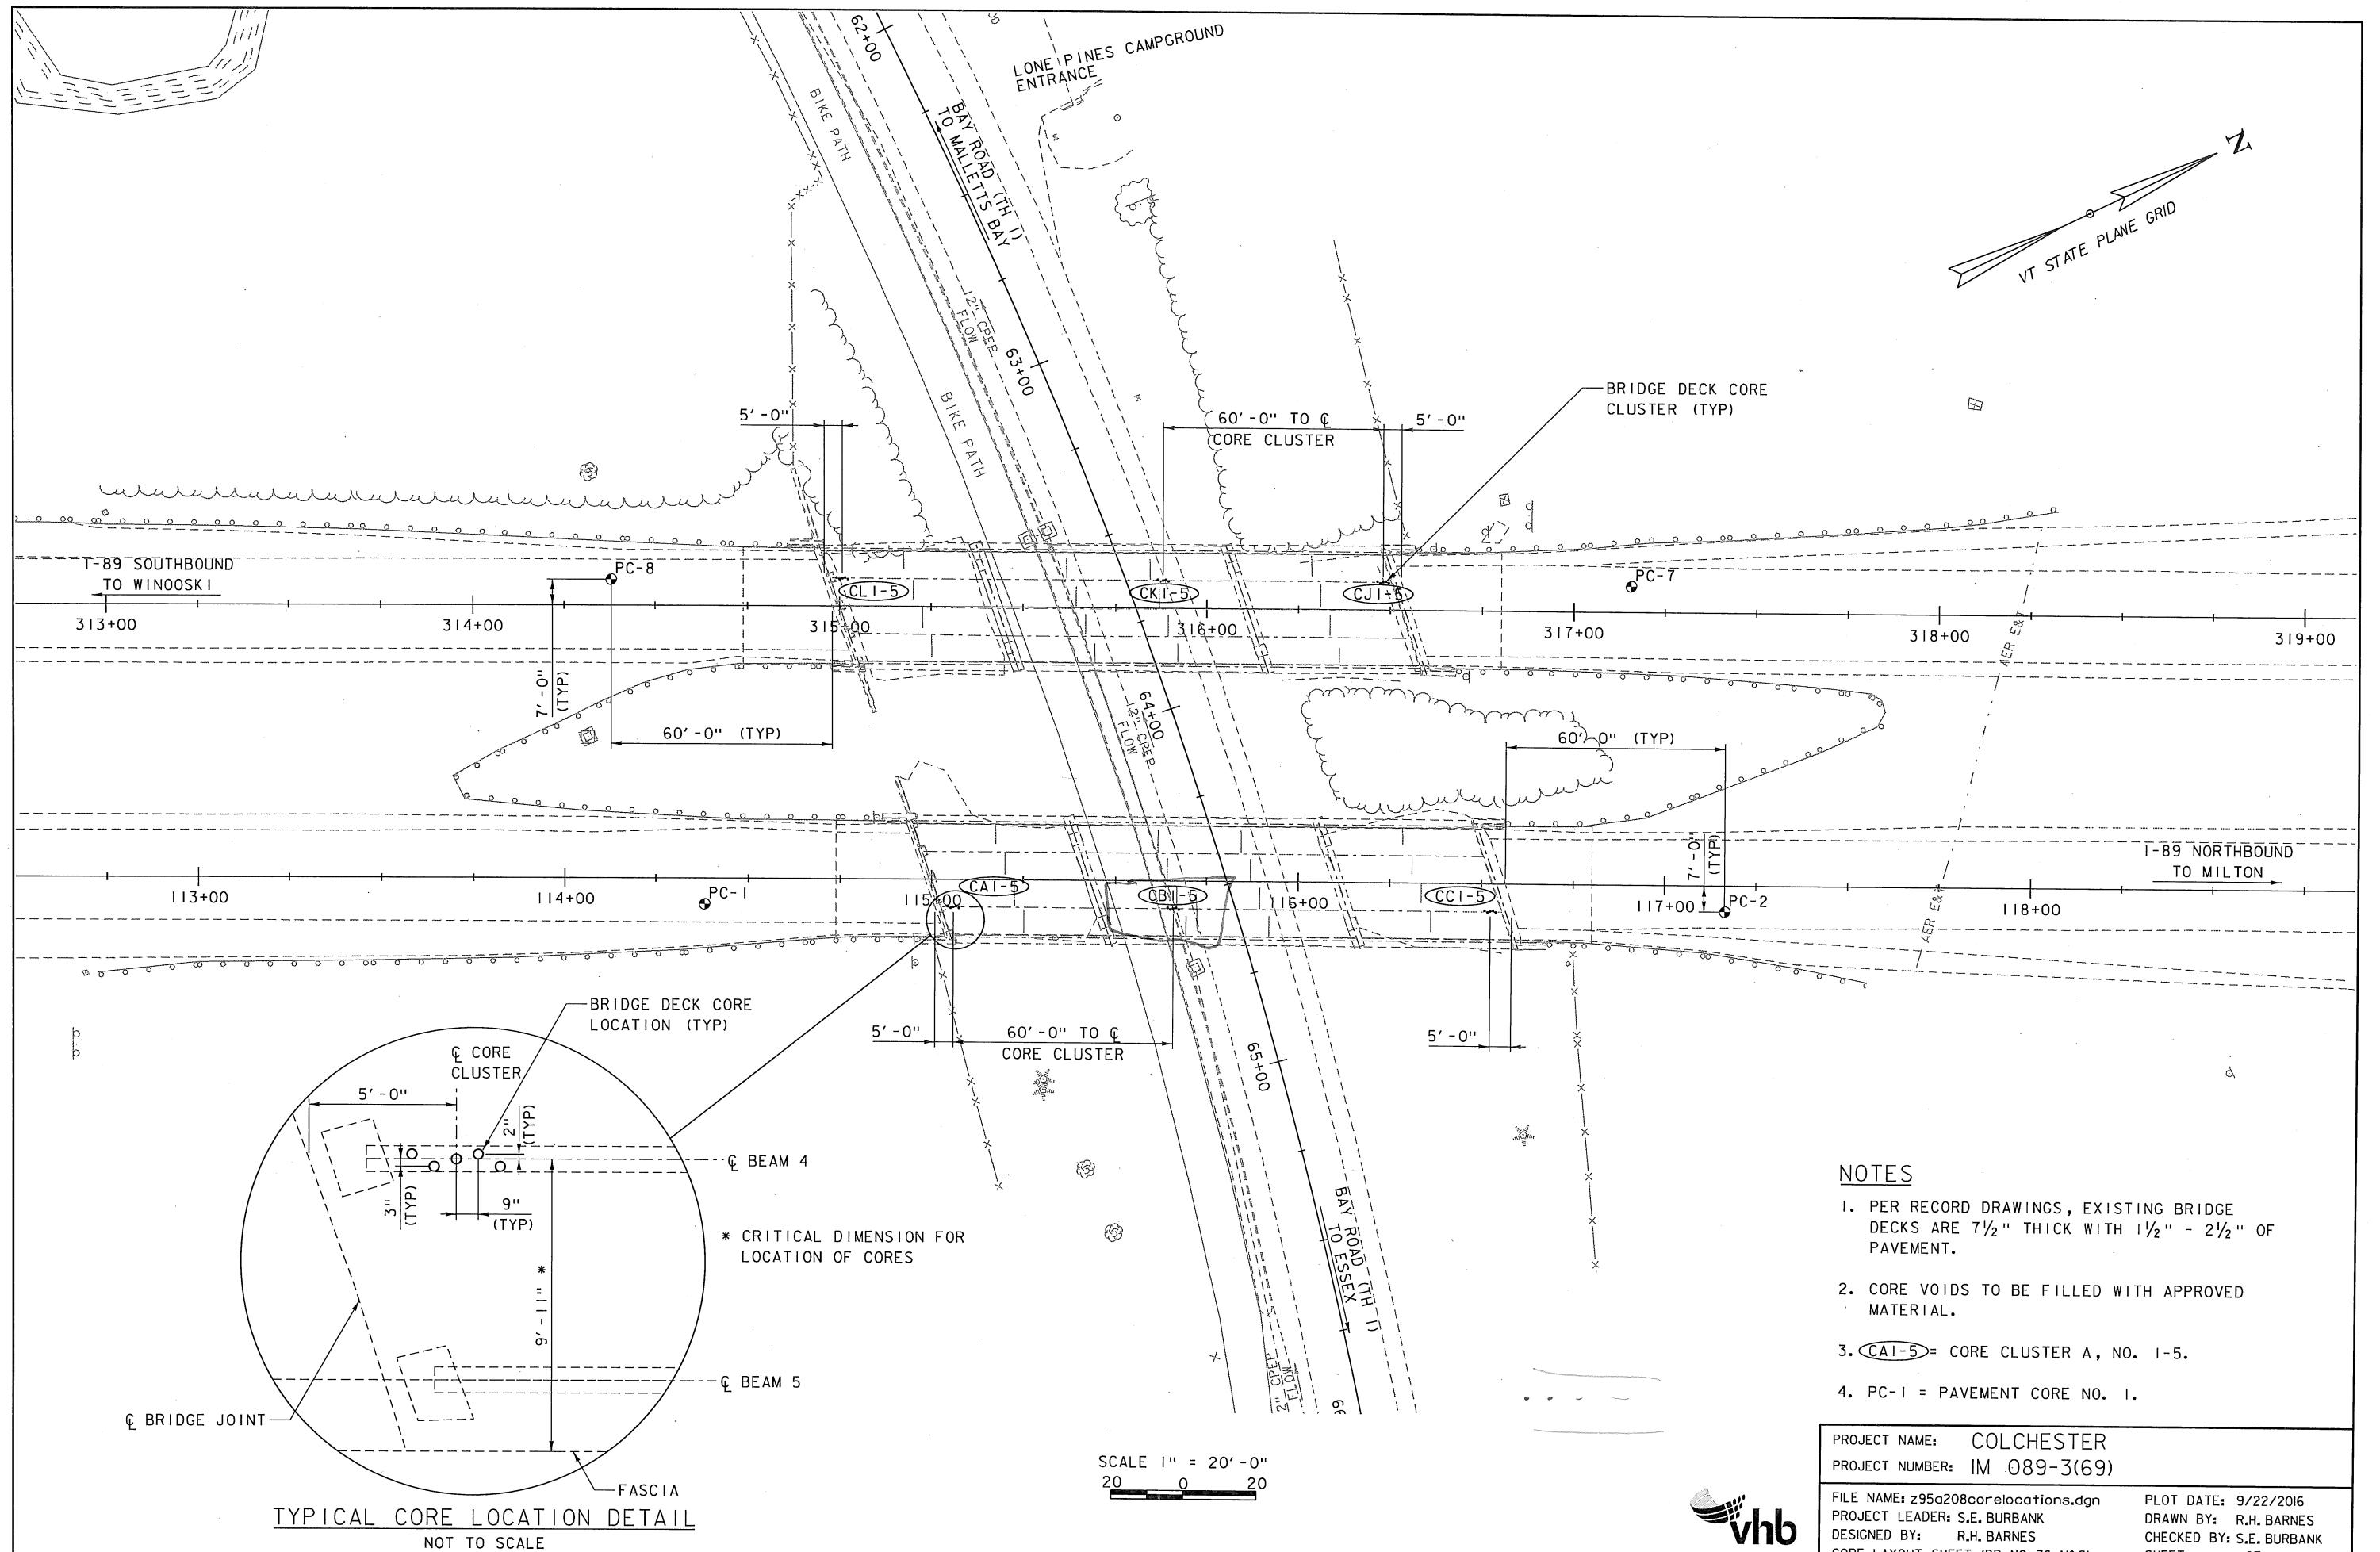 62+00
LONE PINES CAMPGROUND
ENTRANCE
BIKE PATH
BAY ROAD (TH 1)
TO MALLETTS BAY
N
VT STATE PLANE GRID
12" CPEP
FLOW
63+00
BIKE PATH
5'-0"
60'-0" TO ℄
CORE CLUSTER
5'-0"
BRIDGE DECK CORE
CLUSTER (TYP)
I-89 SOUTHBOUND
TO WINOOSKI
PC-8
CL1-5
CK1-5
CJ1-5
PC-7
313+00
314+00
315+00
316+00
317+00
318+00
319+00
AER E&T
7'-0"
(TYP)
60'-0" (TYP)
64+00
12" CPEP
FLOW
60'-0" (TYP)
7'-0"
(TYP)
I-89 NORTHBOUND
TO MILTON
PC-1
CA1-5
CB1-5
CC1-5
PC-2
113+00
114+00
115+00
116+00
117+00
118+00
AER E&T
5'-0"
60'-0" TO ℄
CORE CLUSTER
5'-0"
65+00
BRIDGE DECK CORE
LOCATION (TYP)
℄ CORE
CLUSTER
5'-0"
2"
(TYP)
℄ BEAM 4
3"
(TYP)
9"
(TYP)
9'-11" *
* CRITICAL DIMENSION FOR
LOCATION OF CORES
℄ BEAM 5
℄ BRIDGE JOINT
FASCIA
TYPICAL CORE LOCATION DETAIL
NOT TO SCALE
BAY ROAD (TH 1)
TO ESSEX
2" CPEP
FLOW
SCALE 1" = 20'-0"
20 0 20
NOTES
1. PER RECORD DRAWINGS, EXISTING BRIDGE
DECKS ARE 7½" THICK WITH 1½" - 2½" OF
PAVEMENT.
2. CORE VOIDS TO BE FILLED WITH APPROVED
MATERIAL.
3. CA1-5 = CORE CLUSTER A, NO. 1-5.
4. PC-1 = PAVEMENT CORE NO. 1.
vhb
PROJECT NAME: COLCHESTER
PROJECT NUMBER: IM 089-3(69)
FILE NAME: z95a208corelocations.dgn
PLOT DATE: 9/22/2016
PROJECT LEADER: S.E. BURBANK
DRAWN BY: R.H. BARNES
DESIGNED BY: R.H. BARNES
CHECKED BY: S.E. BURBANK